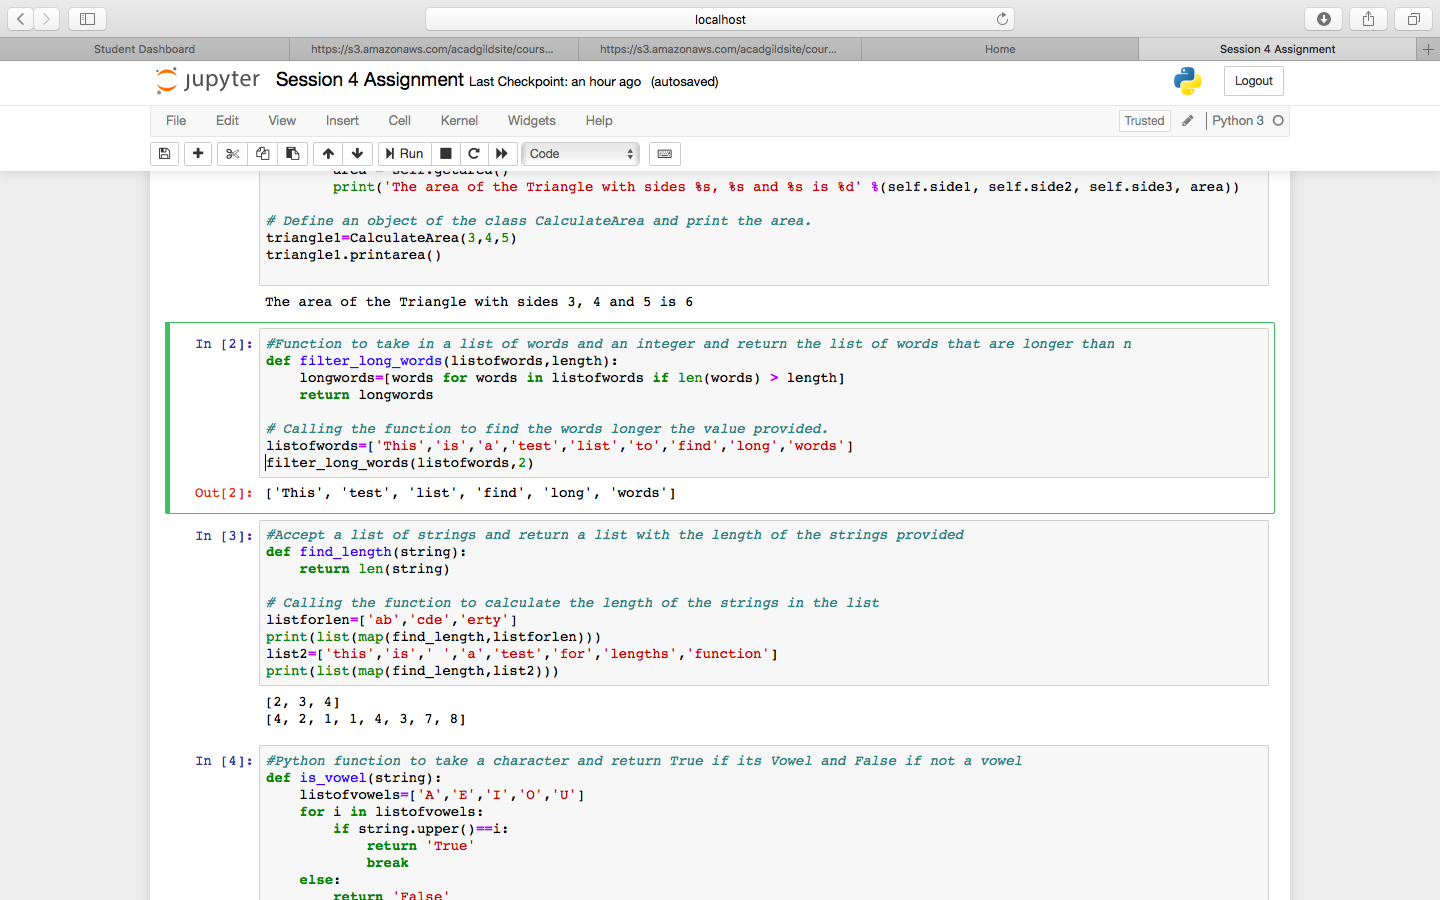 localhost
Student Dashboard
https://s3.amazonaws.com/acadgildsite/cours...
https://s3.amazonaws.com/acadgildsite/cour...
Home
Session 4 Assignment
jupyter Session 4 Assignment Last Checkpoint: an hour ago (autosaved)
Logout
File Edit View Insert Cell Kernel Widgets Help
Trusted Python 3
Run Code
area = self.getarea()
print('The area of the Triangle with sides %s, %s and %s is %d' %(self.side1, self.side2, self.side3, area))
# Define an object of the class CalculateArea and print the area.
triangle1=CalculateArea(3,4,5)
triangle1.printarea()
The area of the Triangle with sides 3, 4 and 5 is 6
In [2]: #Function to take in a list of words and an integer and return the list of words that are longer than n
def filter_long_words(listofwords,length):
longwords=[words for words in listofwords if len(words) > length]
return longwords
# Calling the function to find the words longer the value provided.
listofwords=['This','is','a','test','list','to','find','long','words']
filter_long_words(listofwords,2)
Out[2]: ['This', 'test', 'list', 'find', 'long', 'words']
In [3]: #Accept a list of strings and return a list with the length of the strings provided
def find_length(string):
return len(string)
# Calling the function to calculate the length of the strings in the list
listforlen=['ab','cde','erty']
print(list(map(find_length,listforlen)))
list2=['this','is',' ','a','test','for','lengths','function']
print(list(map(find_length,list2)))
[2, 3, 4]
[4, 2, 1, 1, 4, 3, 7, 8]
In [4]: #Python function to take a character and return True if its Vowel and False if not a vowel
def is_vowel(string):
listofvowels=['A','E','I','O','U']
for i in listofvowels:
if string.upper()==i:
return 'True'
break
else:
return 'False'